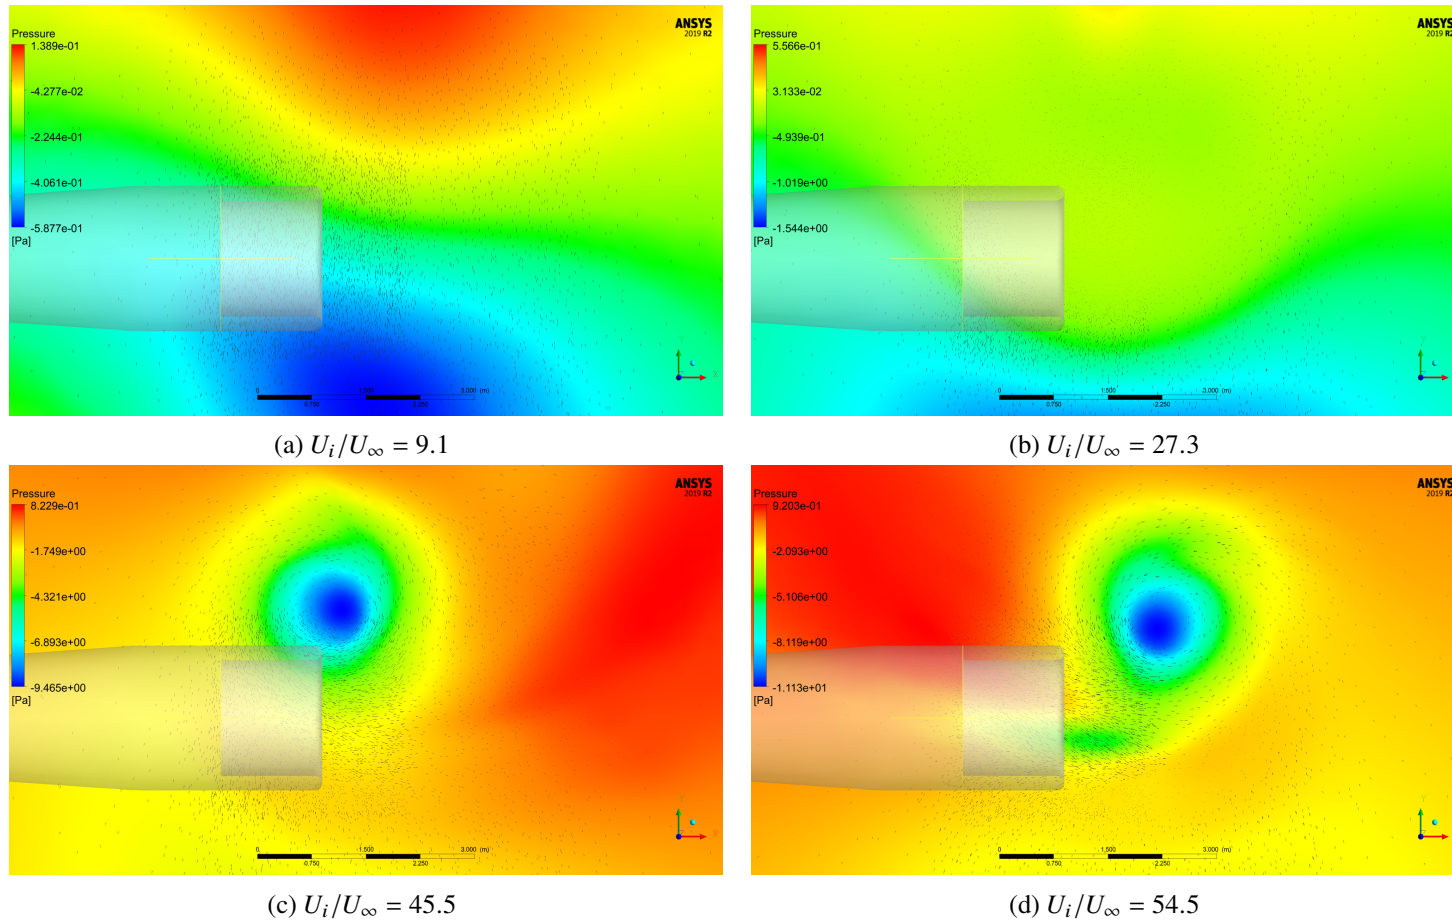 ANSYS
2019 R2
Pressure
1.389e-01
-4.277e-02
-2.244e-01
-4.061e-01
-5.877e-01
[Pa]
0 1.500 3.000 (m)
0.750 2.250
X
(a) U_i/U_∞ = 9.1
ANSYS
2019 R2
Pressure
5.566e-01
3.133e-02
-4.939e-01
-1.019e+00
-1.544e+00
[Pa]
0 1.500 3.000 (m)
0.750 2.250
(b) U_i/U_∞ = 27.3
ANSYS
2019 R2
Pressure
8.229e-01
-1.749e+00
-4.321e+00
-6.893e+00
-9.465e+00
[Pa]
0. 1.500 3.000 (m)
0.750 2.250
X
(c) U_i/U_∞ = 45.5
ANSYS
2019 R2
Pressure
9.203e-01
-2.093e+00
-5.106e+00
-8.119e+00
-1.113e+01
[Pa]
0. 1.500 3.000 (m)
0.750 2.250
(d) U_i/U_∞ = 54.5